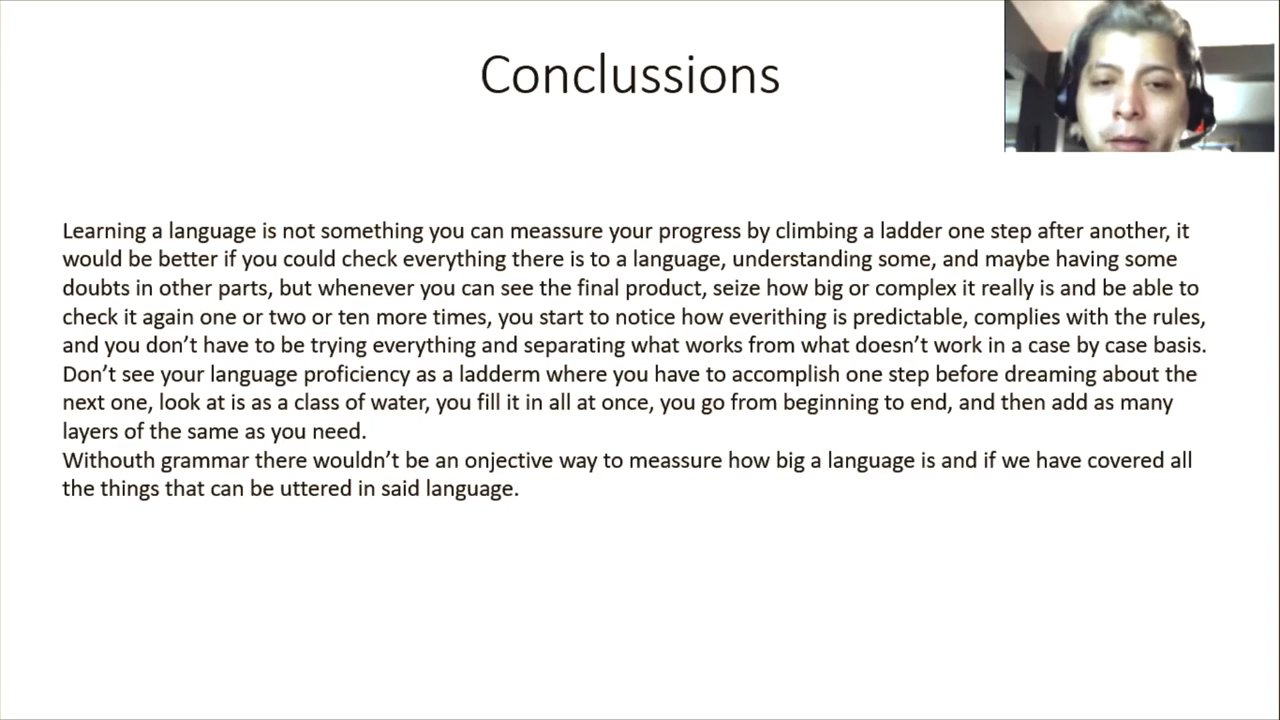 Conclussions
Learning a language is not something you can meassure your progress by climbing a ladder one step after another, it
would be better if you could check everything there is to a language, understanding some, and maybe having some
doubts in other parts, but whenever you can see the final product, seize how big or complex it really is and be able to
check it again one or two or ten more times, you start to notice how everithing is predictable, complies with the rules,
and you don’t have to be trying everything and separating what works from what doesn’t work in a case by case basis.
Don’t see your language proficiency as a ladderm where you have to accomplish one step before dreaming about the
next one, look at is as a class of water, you fill it in all at once, you go from beginning to end, and then add as many
layers of the same as you need.
Withouth grammar there wouldn’t be an onjective way to meassure how big a language is and if we have covered all
the things that can be uttered in said language.